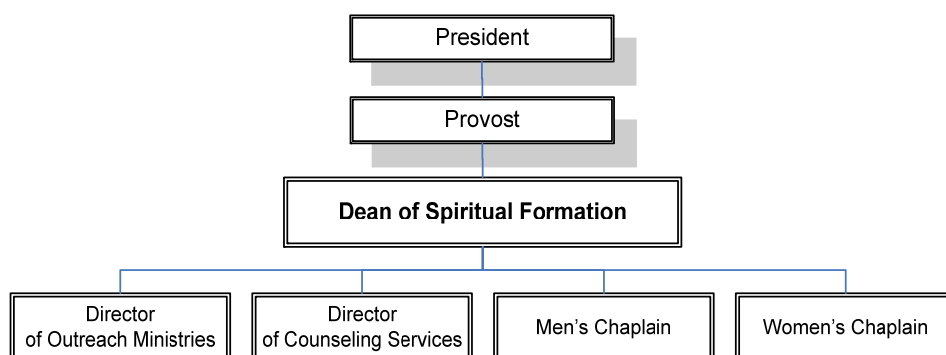 President
Provost
Dean of Spiritual Formation
Director
of Outreach Ministries
Director
of Counseling Services
Men’s Chaplain
Women’s Chaplain